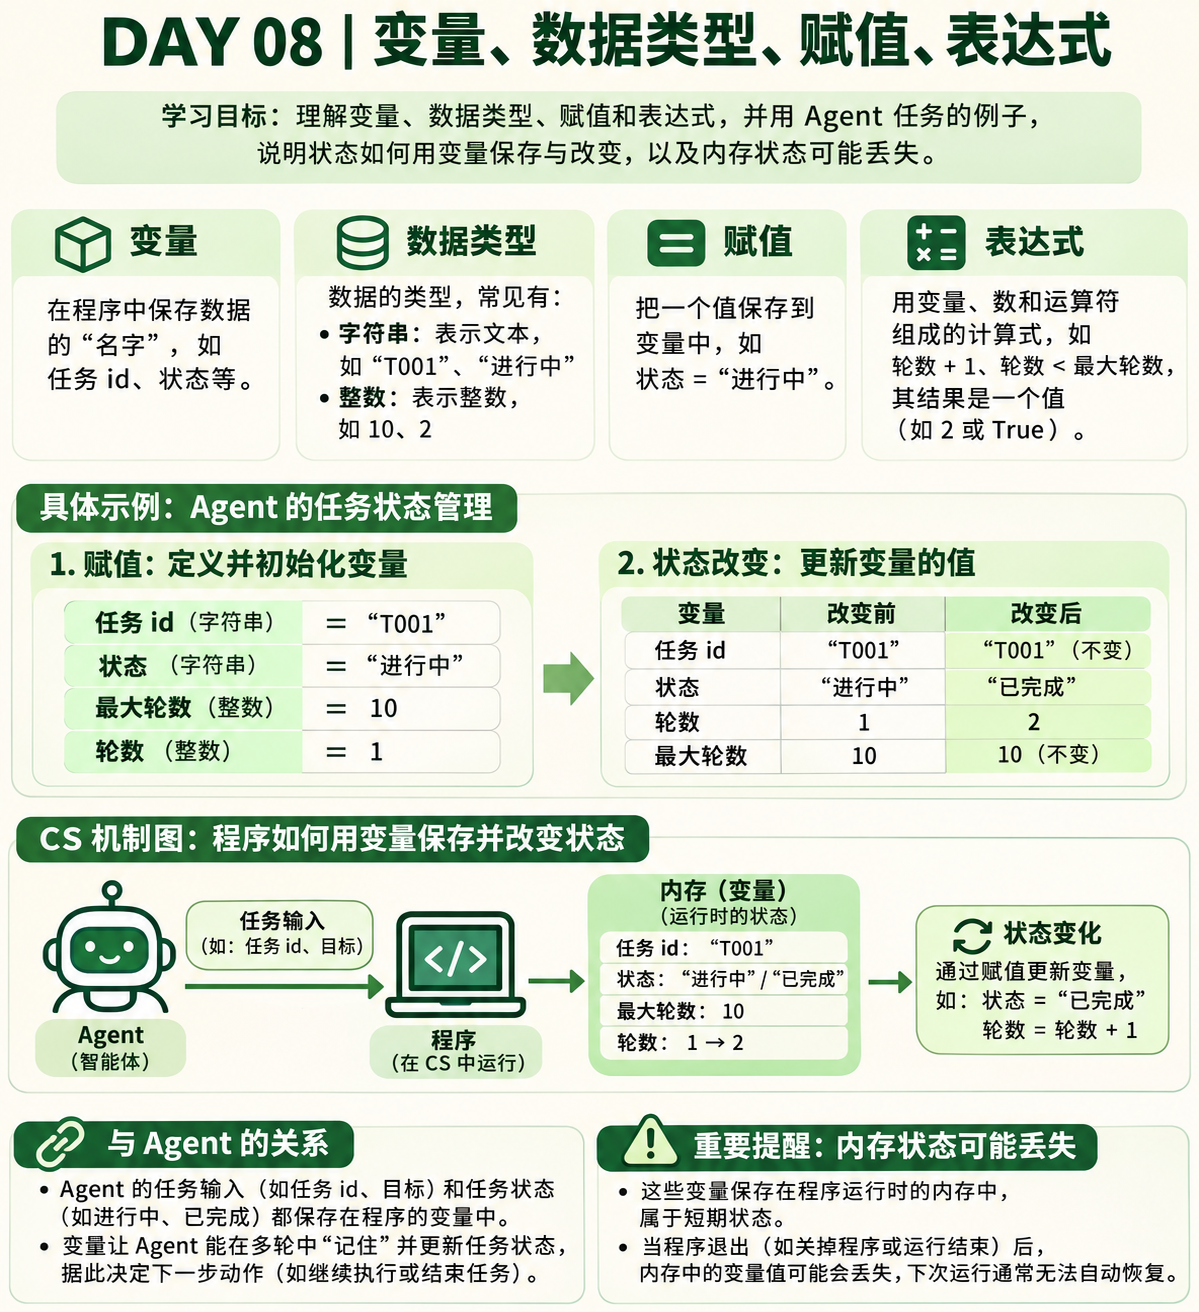 DAY 08 | 变量、数据类型、赋值、表达式
学习目标：理解变量、数据类型、赋值和表达式，并用 Agent 任务的例子，
说明状态如何用变量保存与改变，以及内存状态可能丢失。
变量
在程序中保存数据
的“名字”，如
任务 id、状态等。
数据类型
数据的类型，常见有：
• 字符串：表示文本，
如“T001”、“进行中”
• 整数：表示整数，
如 10、2
赋值
把一个值保存到
变量中，如
状态 = “进行中”。
表达式
用变量、数和运算符
组成的计算式，如
轮数 + 1、轮数 < 最大轮数，
其结果是一个值
（如 2 或 True）。
具体示例：Agent 的任务状态管理
1. 赋值：定义并初始化变量
任务 id（字符串） = “T001”
状态（字符串） = “进行中”
最大轮数（整数） = 10
轮数（整数） = 1
2. 状态改变：更新变量的值
变量 改变前 改变后
任务 id “T001” “T001”（不变）
状态 “进行中” “已完成”
轮数 1 2
最大轮数 10 10（不变）
CS 机制图：程序如何用变量保存并改变状态
Agent
（智能体）
任务输入
（如：任务 id、目标）
</>
程序
（在 CS 中运行）
内存（变量）
（运行时的状态）
任务 id：“T001”
状态：“进行中” / “已完成”
最大轮数：10
轮数：1 → 2
状态变化
通过赋值更新变量，
如：状态 = “已完成”
轮数 = 轮数 + 1
与 Agent 的关系
• Agent 的任务输入（如任务 id、目标）和任务状态
（如进行中、已完成）都保存在程序的变量中。
• 变量让 Agent 能在多轮中“记住”并更新任务状态，
据此决定下一步动作（如继续执行或结束任务）。
重要提醒：内存状态可能丢失
• 这些变量保存在程序运行时的内存中，
属于短期状态。
• 当程序退出（如关掉程序或运行结束）后，
内存中的变量值可能会丢失，下次运行通常无法自动恢复。